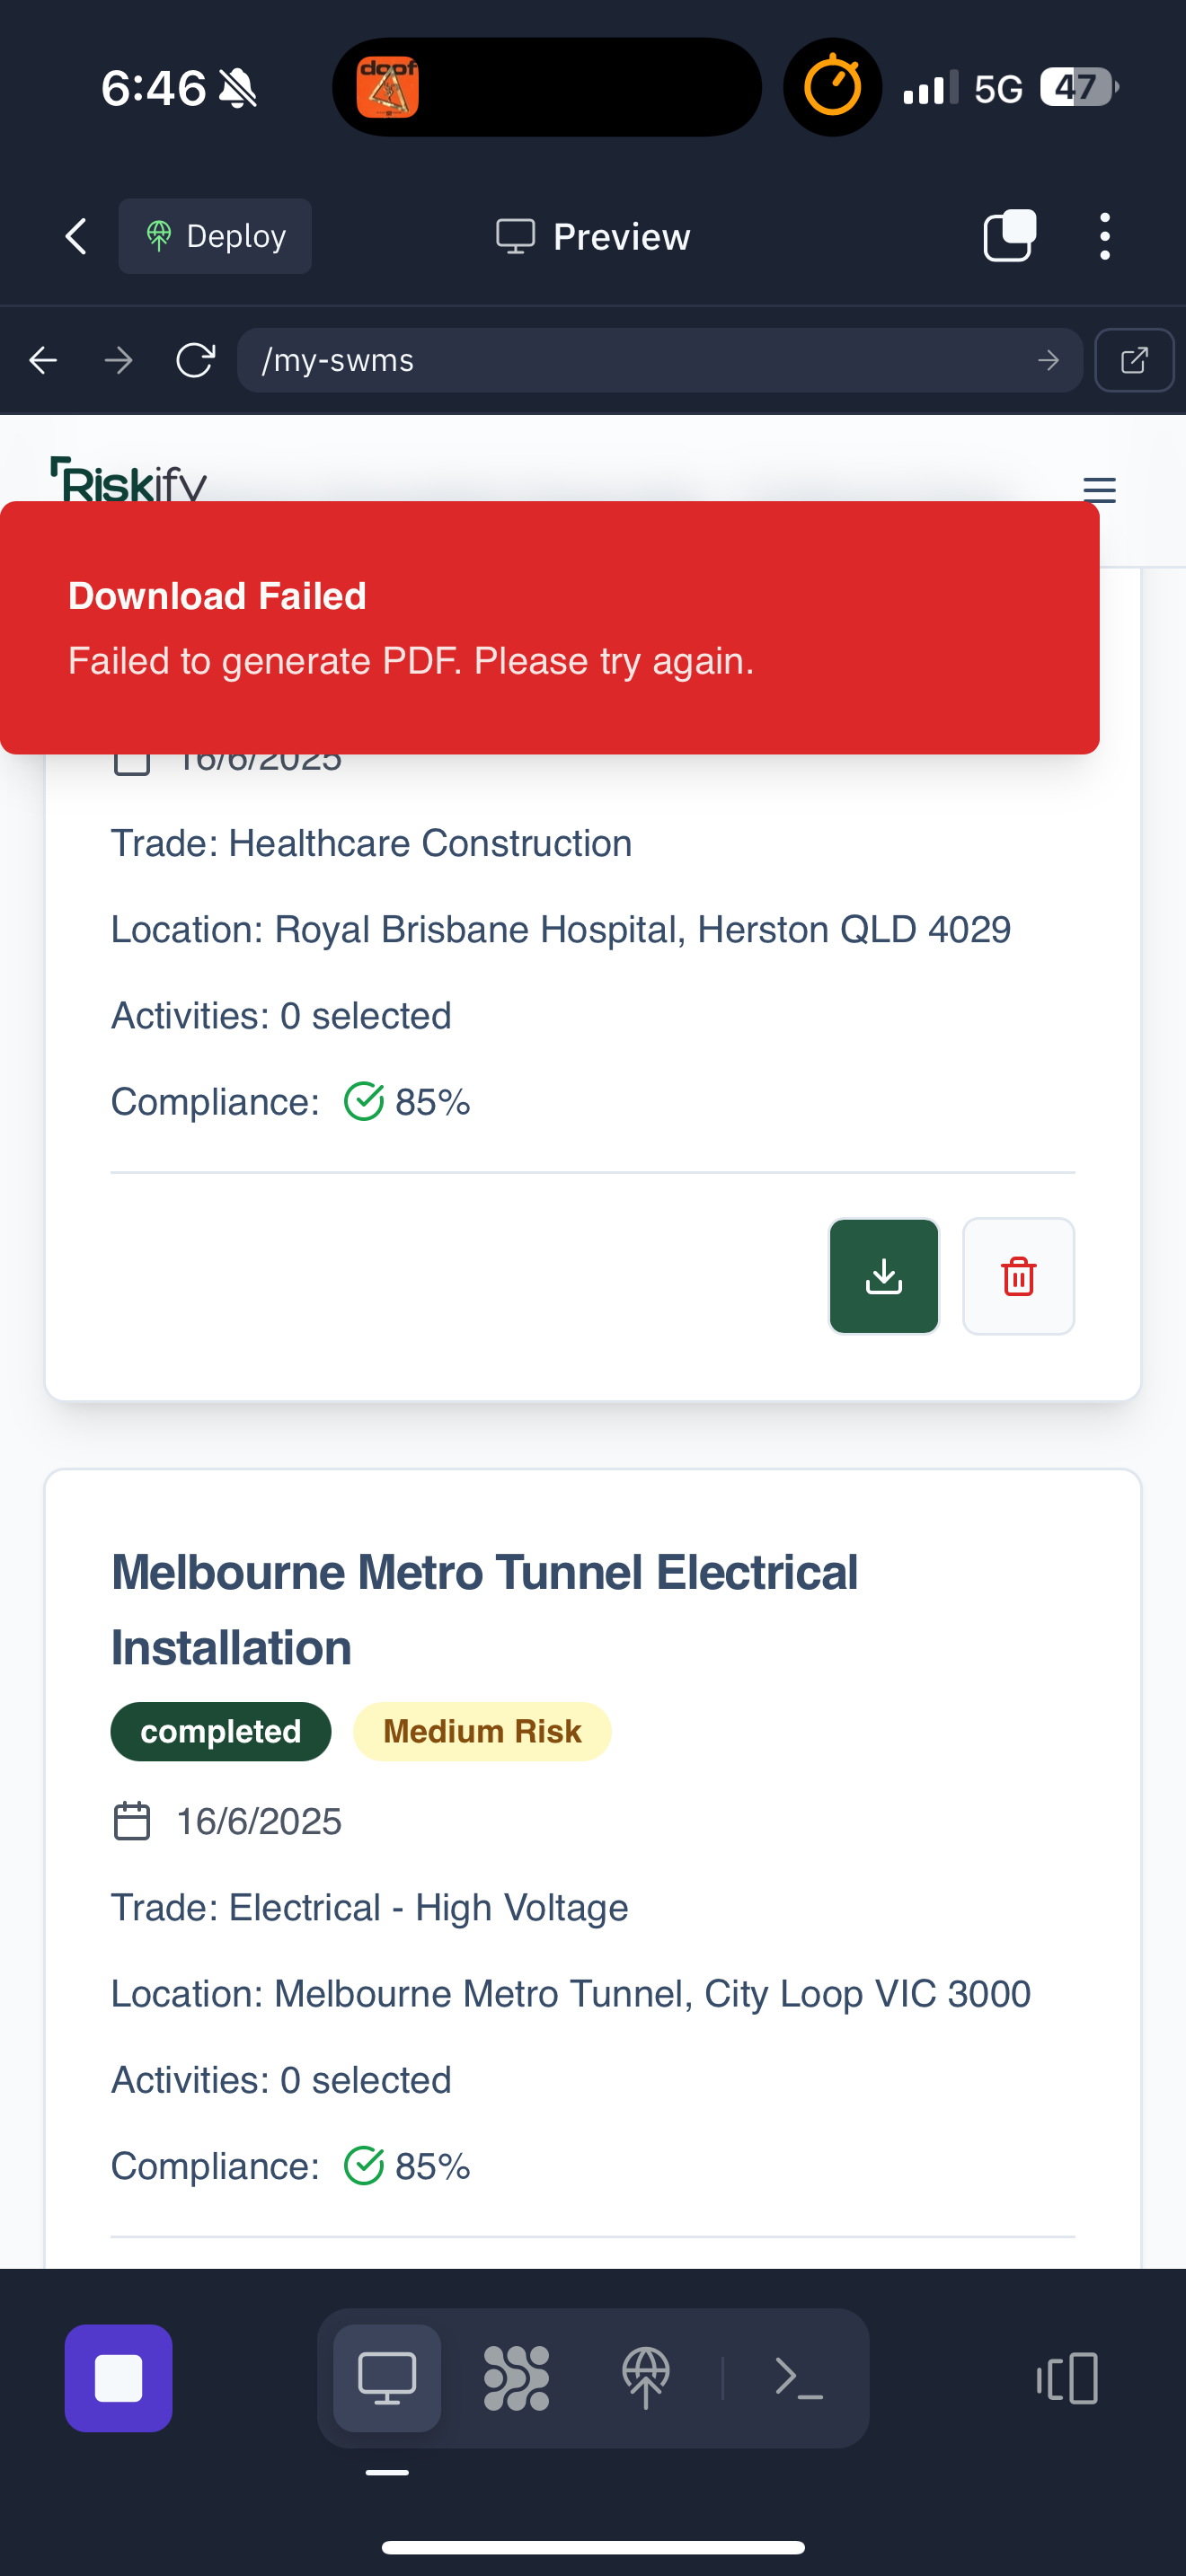 6:46
doof
5G
47
Deploy
Preview
/my-swms
Riskify
Download Failed
Failed to generate PDF. Please try again.
16/6/2025
Trade: Healthcare Construction
Location: Royal Brisbane Hospital, Herston QLD 4029
Activities: 0 selected
Compliance: 85%
Melbourne Metro Tunnel Electrical
Installation
completed
Medium Risk
16/6/2025
Trade: Electrical - High Voltage
Location: Melbourne Metro Tunnel, City Loop VIC 3000
Activities: 0 selected
Compliance: 85%